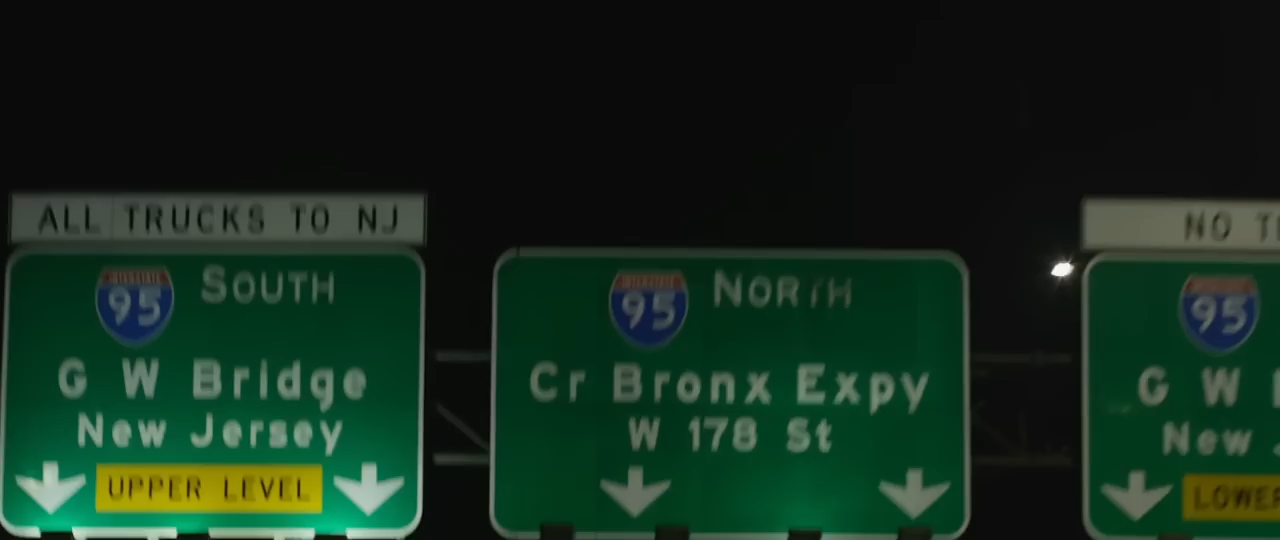 ALL TRUCKS TO NJ
95 SOUTH
G W Bridge
New Jersey
UPPER LEVEL
95 NORTH
Cr Bronx Expy
W 178 St
NO
95
G W
New
LOWER